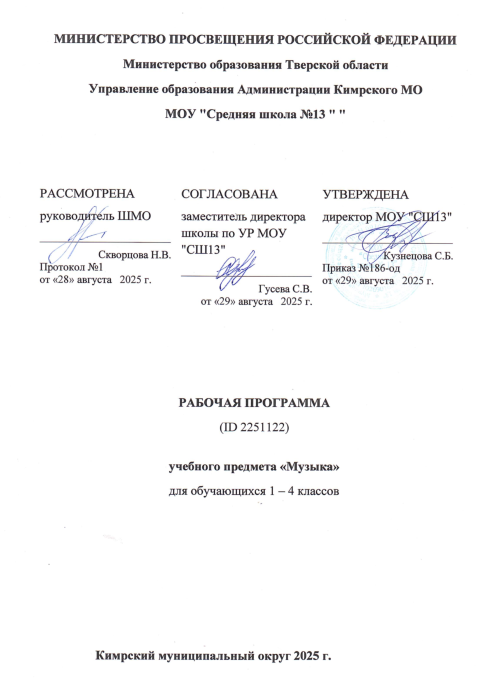 МИНИСТЕРСТВО ПРОСВЕЩЕНИЯ РОССИЙСКОЙ ФЕДЕРАЦИИ
Министерство образования Тверской области
Управление образования Администрации Кимрского МО
МОУ "Средняя школа №13 " "
РАССМОТРЕНА
руководитель ШМО
Скворцова Н.В.
Протокол №1
от «28» августа 2025 г.
СОГЛАСОВАНА
заместитель директора
школы по УР МОУ
"СШ13"
Гусева С.В.
от «29» августа 2025 г.
УТВЕРЖДЕНА
директор МОУ "СШ13"
Кузнецова С.Б.
Приказ №186-од
от «29» августа 2025 г.
РАБОЧАЯ ПРОГРАММА
(ID 2251122)
учебного предмета «Музыка»
для обучающихся 1 – 4 классов
Кимрский муниципальный округ 2025 г.